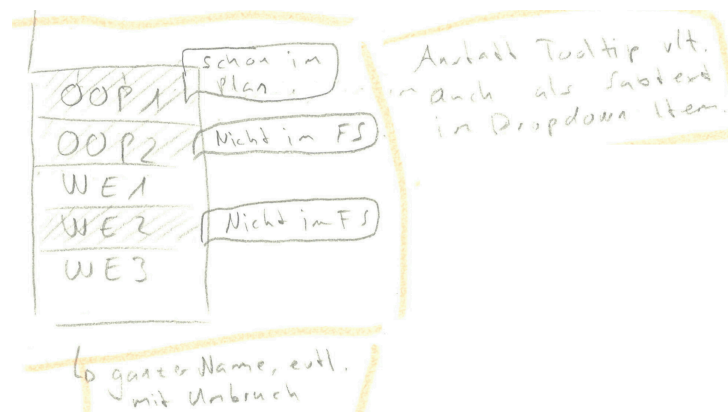 OOP1
schon im
Plan.
OOP2
Nicht im FS
WE1
WE2
Nicht im FS
WE3
Anstatt Tooltip vlt.
auch als Subtext
in Dropdown Item.
ganzer Name, evtl.
mit Umbruch